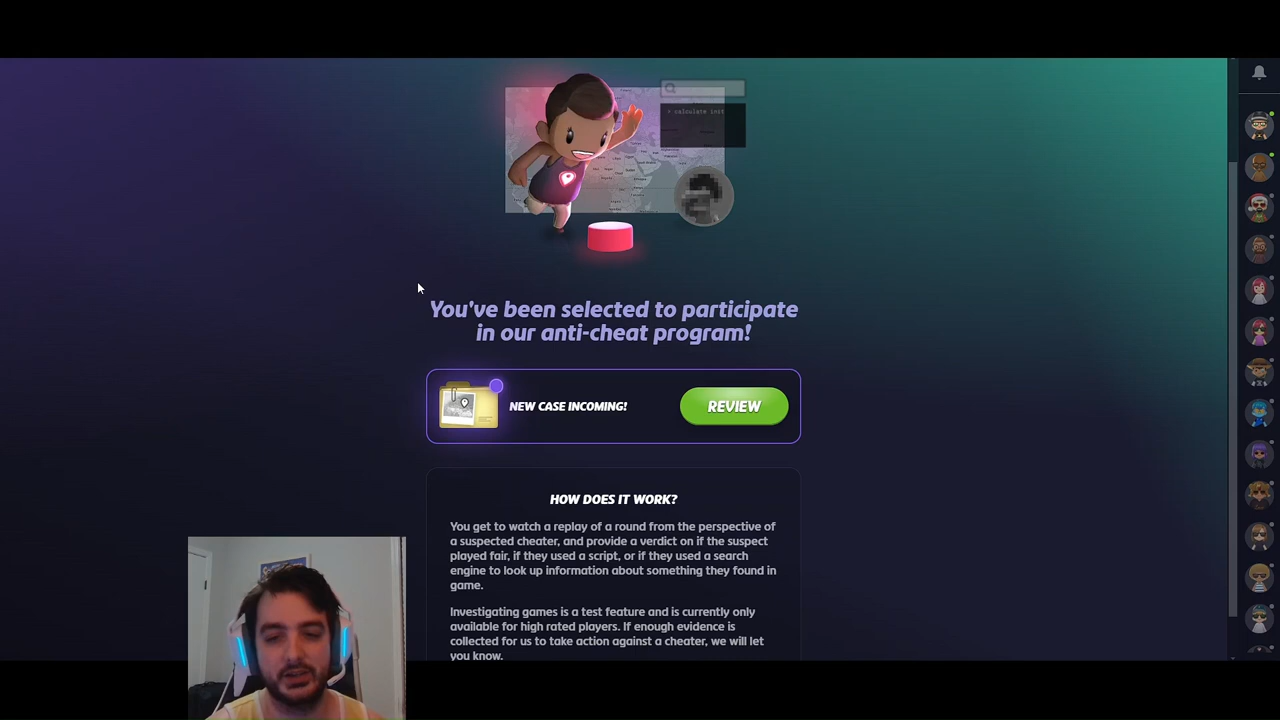 > calculate init
You've been selected to participate
in our anti-cheat program!
NEW CASE INCOMING!
REVIEW
HOW DOES IT WORK?
You get to watch a replay of a round from the perspective of
a suspected cheater, and provide a verdict on if the suspect
played fair, if they used a script, or if they used a search
engine to look up information about something they found in
game.
Investigating games is a test feature and is currently only
available for high rated players. If enough evidence is
collected for us to take action against a cheater, we will let
you know.